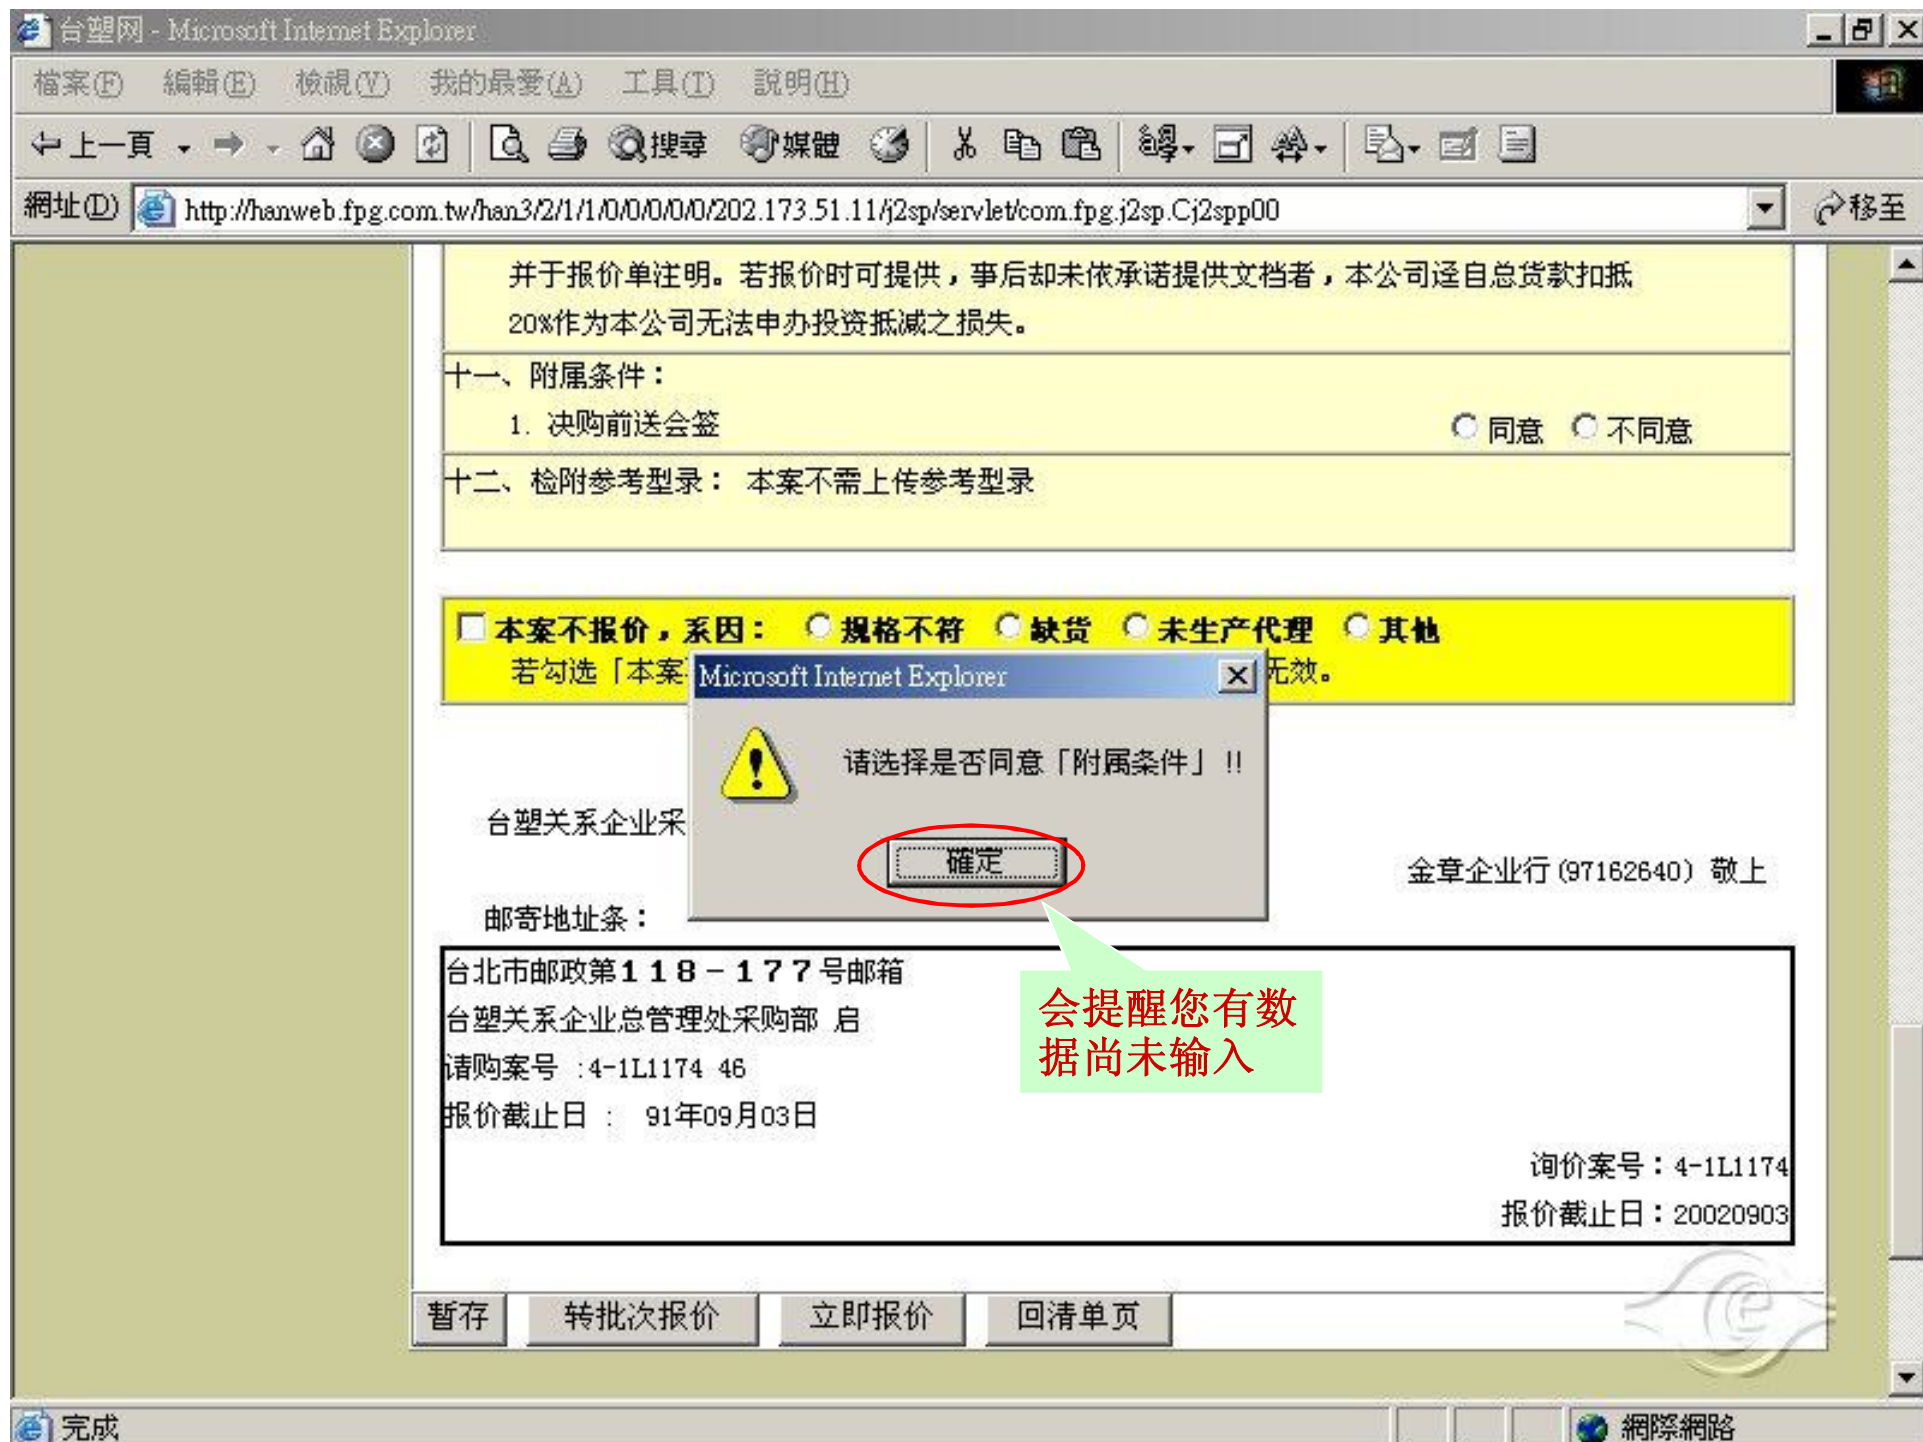 台塑网 - Microsoft Internet Explorer
檔案(F) 編輯(E) 檢視(V) 我的最愛(A) 工具(T) 說明(H)
上一頁 搜尋 媒體
網址(D) http://hanweb.fpg.com.tw/han3/2/1/1/0/0/0/0/0/202.173.51.11/j2sp/servlet/com.fpg.j2sp.Cj2spp00 移至
并于报价单注明。若报价时可提供，事后却未依承诺提供文档者，本公司迳自总货款扣抵
20%作为本公司无法申办投资抵减之损失。
十一、附属条件：
1. 决购前送会签 同意 不同意
十二、检附参考型录： 本案不需上传参考型录
本案不报价，系因： 规格不符 缺货 未生产代理 其他
若勾选「本案 无效。
Microsoft Internet Explorer
请选择是否同意「附属条件」!!
確定
台塑关系企业采
金章企业行(97162640) 敬上
邮寄地址条：
台北市邮政第１１８－１７７号邮箱
台塑关系企业总管理处采购部 启
请购案号 :4-1L1174 46
报价截止日 : 91年09月03日
会提醒您有数
据尚未输入
询价案号：4-1L1174
报价截止日：20020903
暂存 转批次报价 立即报价 回清单页
完成 網際網路